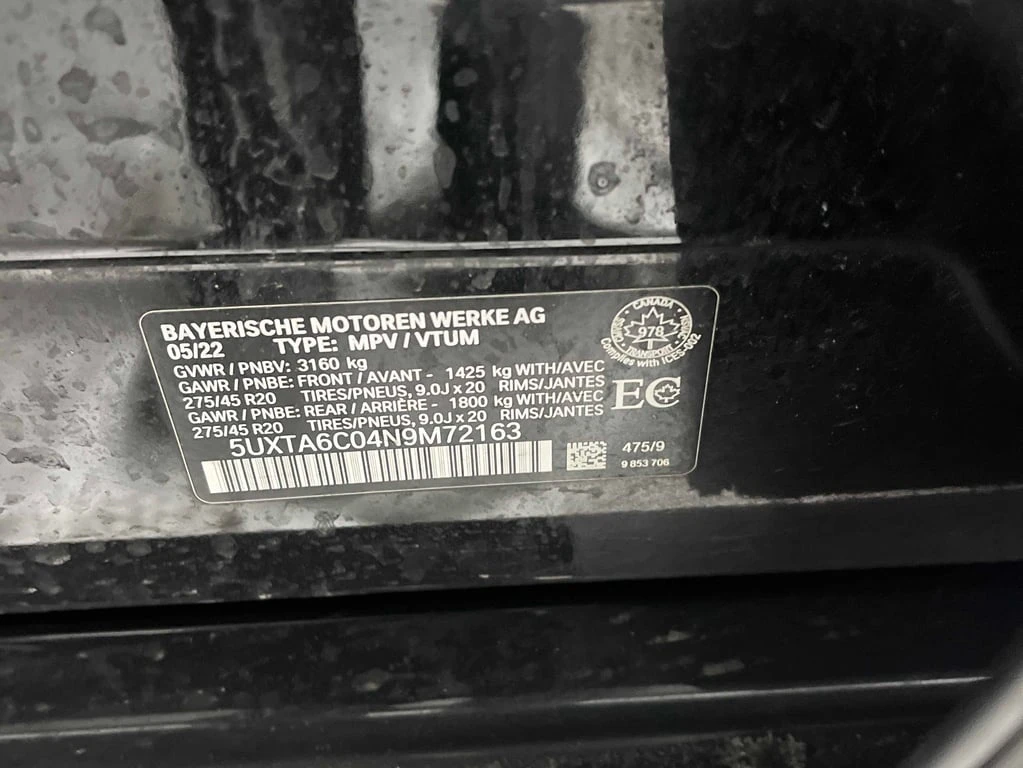 BAYERISCHE MOTOREN WERKE AG
05/22 TYPE: MPV / VTUM
GVWR / PNBV: 3160 kg
GAWR / PNBE: FRONT / AVANT - 1425 kg WITH/AVEC
275/45 R20 TIRES/PNEUS, 9.0J x 20 RIMS/JANTES
GAWR / PNBE: REAR / ARRIÈRE - 1800 kg WITH/AVEC
275/45 R20 TIRES/PNEUS, 9.0J x 20 RIMS/JANTES
5UXTA6C04N9M72163
CANADA
978
TRANSPORT
Complies with ICES-002
EC
475/9
9 853 706